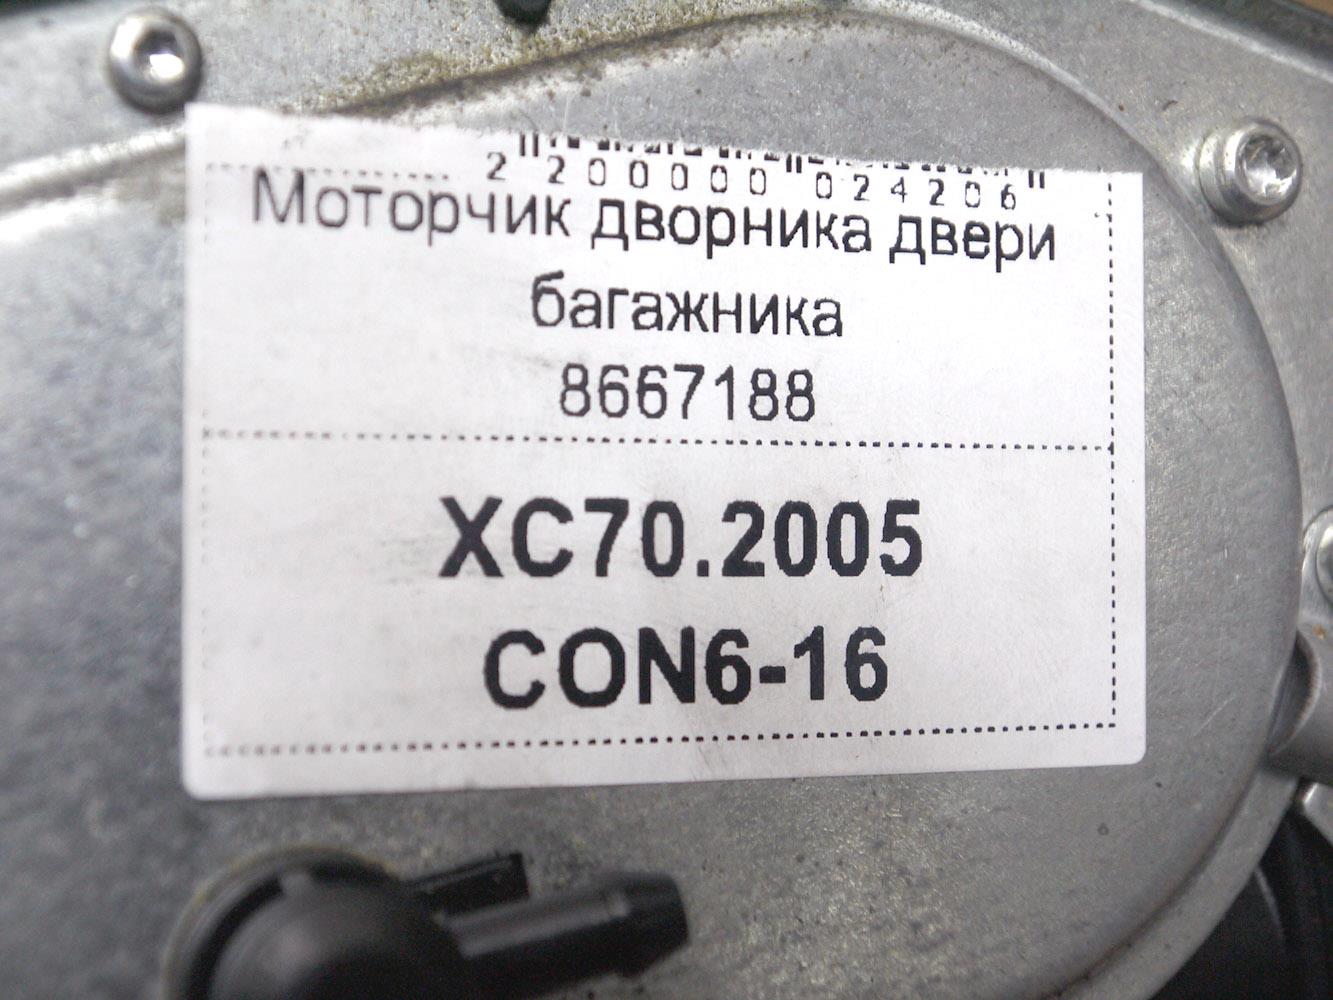 2 200000 024206
Моторчик дворника двери
багажника
8667188
XC70.2005
CON6-16